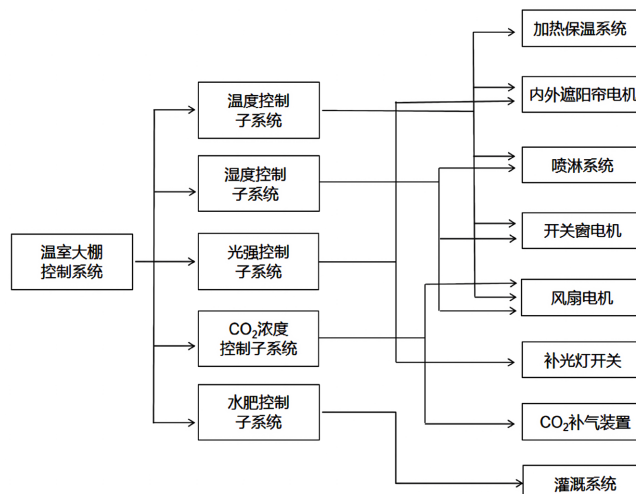 温室大棚
控制系统
温度控制
子系统
湿度控制
子系统
光强控制
子系统
CO₂浓度
控制子系统
水肥控制
子系统
加热保温系统
内外遮阳帘电机
喷淋系统
开关窗电机
风扇电机
补光灯开关
CO₂补气装置
灌溉系统